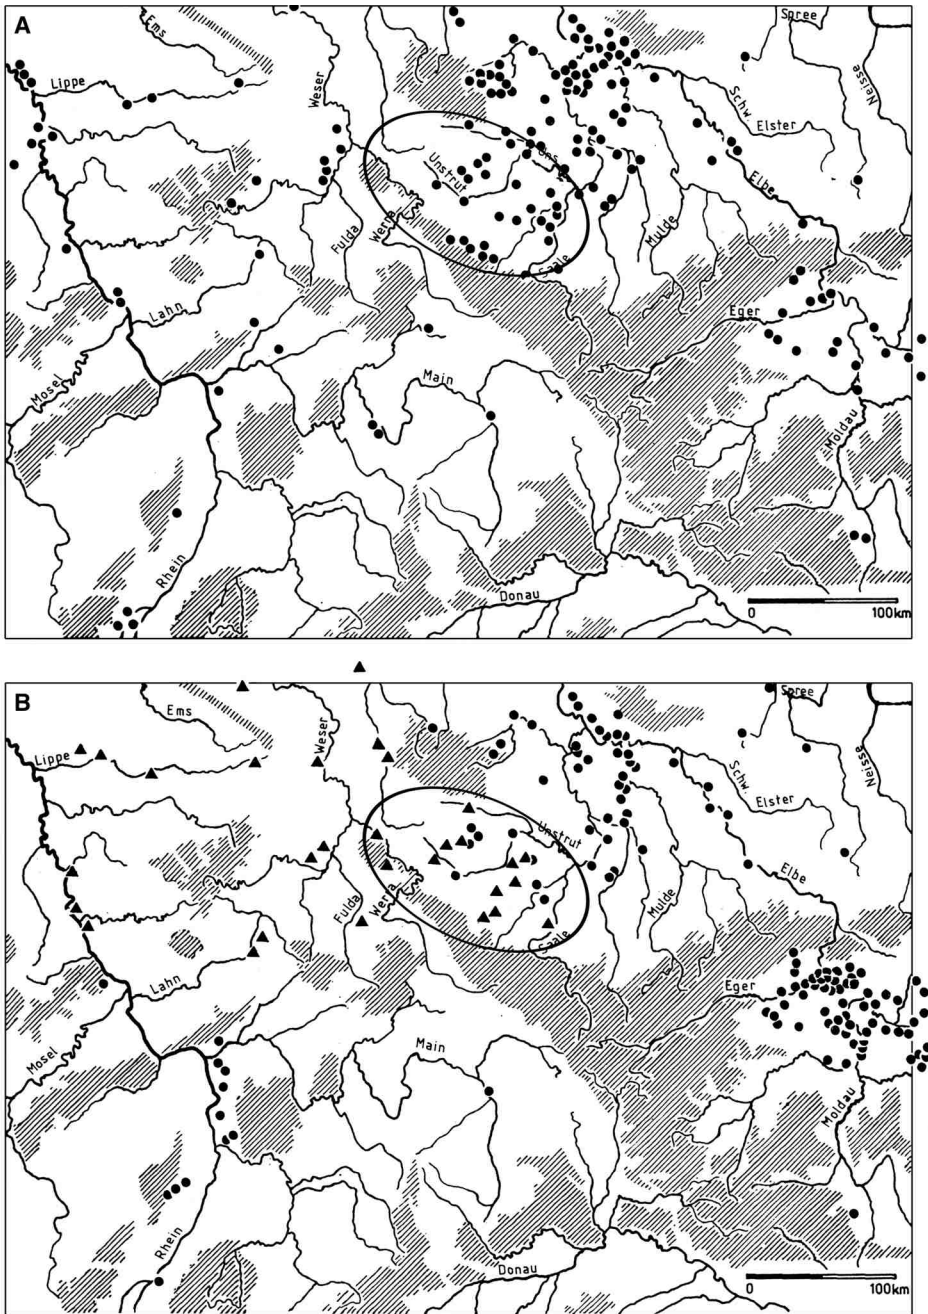 A
Ems
Lippe
Weser
Spree
Neisse
Schw.
Elster
Elbe
Unstrut
Uns
Fulda
Werra
Saale
Mulde
Lahn
Mosel
Eger
Main
Moldau
Rhein
Donau
0 100km
B
Ems
Lippe
Weser
Spree
Neisse
Schw.
Elster
Elbe
Unstrut
Fulda
Werra
Saale
Mulde
Lahn
Mosel
Eger
Main
Moldau
Rhein
Donau
0 100km